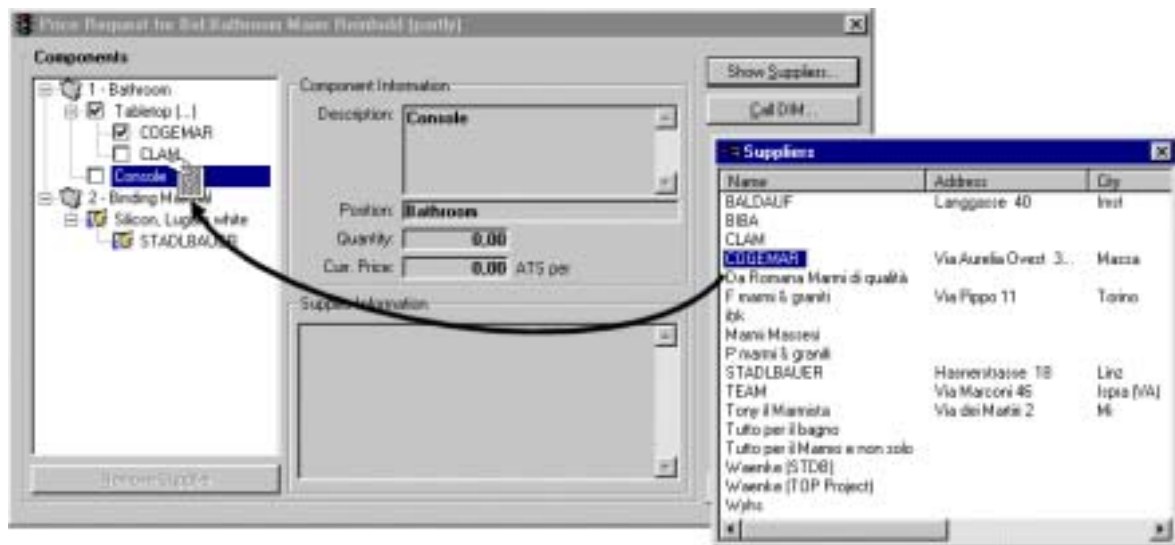 Price Request for Bid Bathroom Maier Reinhold (partly)
Components
1 - Bathroom
Tabletop [...]
COGEMAR
CLAM
Console
2 - Binding
Silicon, white
STADLBAUER
Component Information
Description: Console
Position: Bathroom
Quantity: 0,00
Curr. Price: 0,00 ATS per
Supplier Information
Remove Supplier
Show Suppliers...
Call DIM...
Suppliers
Name Address City
BALDAUF Langgasse 40 Imst
BIBA
CLAM
COGEMAR Via Aurelia Ovest 3... Massa
Da Romana Marmi di qualità
F marmi & graniti Via Pippo 11 Torino
ibk
Marmi Massesi
P marmi & graniti
STADLBAUER Hasnerstrasse 18 Linz
TEAM Via Marconi 46 Ispra (VA)
Tony il Marmista Via dei Martiri 2 Mi
Tutto per il bagno
Tutto per il Marmo e non solo
Waenke (STDB)
Waenke (TOP Project)